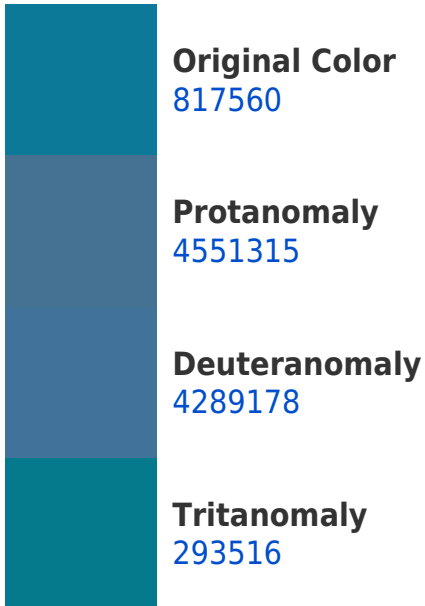 Original Color
817560
Protanomaly
4551315
Deuteranomaly
4289178
Tritanomaly
293516